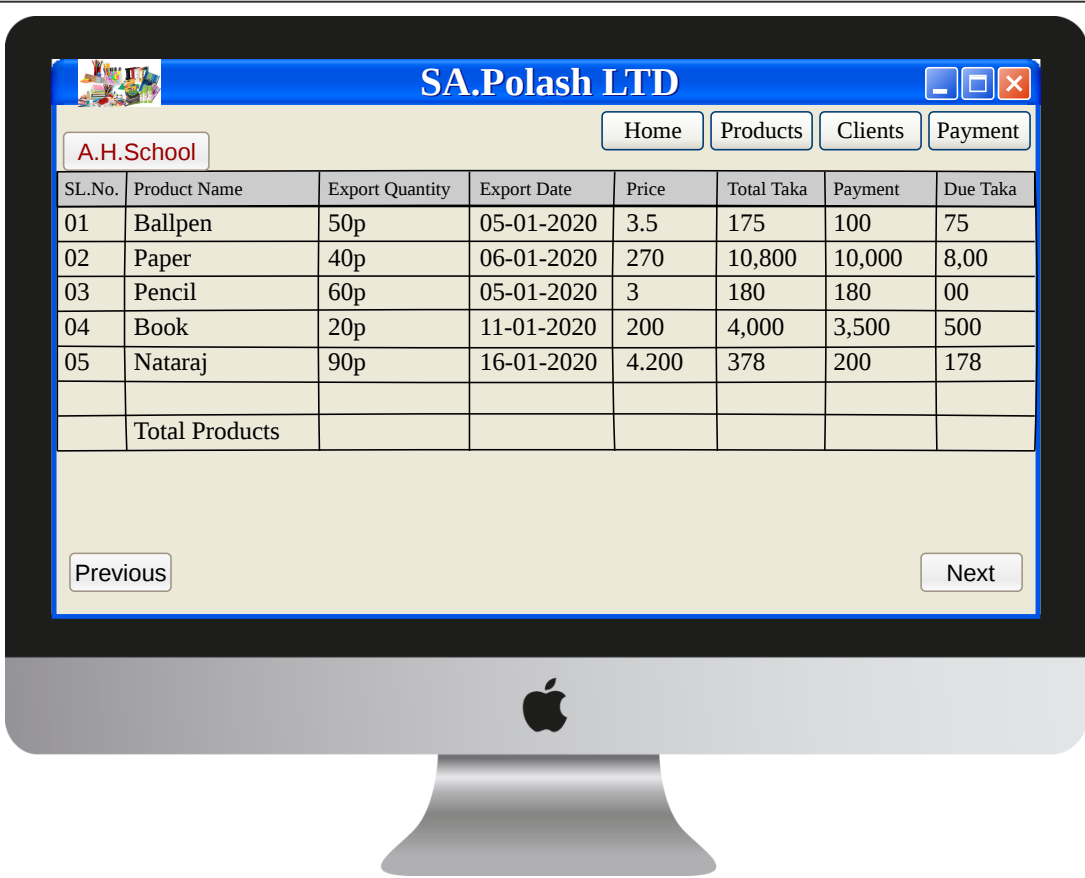 SA.Polash LTD
Home Products Clients Payment
A.H.School
SL.No. Product Name Export Quantity Export Date Price Total Taka Payment Due Taka
01 Ballpen 50p 05-01-2020 3.5 175 100 75
02 Paper 40p 06-01-2020 270 10,800 10,000 8,00
03 Pencil 60p 05-01-2020 3 180 180 00
04 Book 20p 11-01-2020 200 4,000 3,500 500
05 Nataraj 90p 16-01-2020 4.200 378 200 178
Total Products
Previous Next